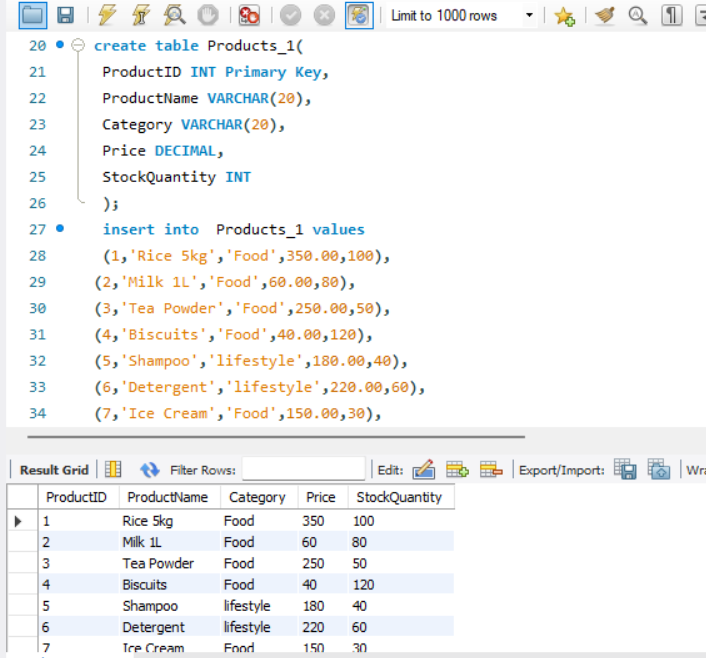 Limit to 1000 rows
20 create table Products_1(
21 ProductID INT Primary Key,
22 ProductName VARCHAR(20),
23 Category VARCHAR(20),
24 Price DECIMAL,
25 StockQuantity INT
26 );
27 insert into  Products_1 values
28 (1,'Rice 5kg','Food',350.00,100),
29 (2,'Milk 1L','Food',60.00,80),
30 (3,'Tea Powder','Food',250.00,50),
31 (4,'Biscuits','Food',40.00,120),
32 (5,'Shampoo','lifestyle',180.00,40),
33 (6,'Detergent','lifestyle',220.00,60),
34 (7,'Ice Cream','Food',150.00,30),
Result Grid Filter Rows: Edit: Export/Import: Wra
ProductID ProductName Category Price StockQuantity
1 Rice 5kg Food 350 100
2 Milk 1L Food 60 80
3 Tea Powder Food 250 50
4 Biscuits Food 40 120
5 Shampoo lifestyle 180 40
6 Detergent lifestyle 220 60
7 Ice Cream Food 150 30